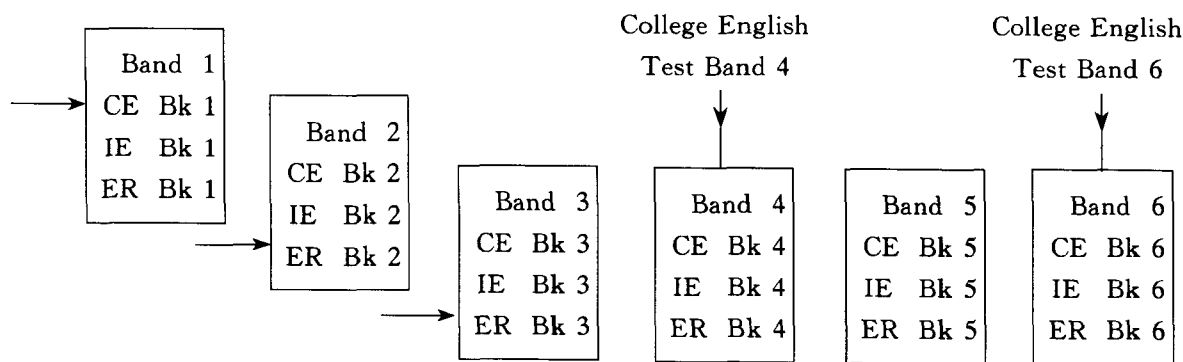 College English
Test Band 4
College English
Test Band 6
Band 1
CE Bk 1
IE Bk 1
ER Bk 1
Band 2
CE Bk 2
IE Bk 2
ER Bk 2
Band 3
CE Bk 3
IE Bk 3
ER Bk 3
Band 4
CE Bk 4
IE Bk 4
ER Bk 4
Band 5
CE Bk 5
IE Bk 5
ER Bk 5
Band 6
CE Bk 6
IE Bk 6
ER Bk 6